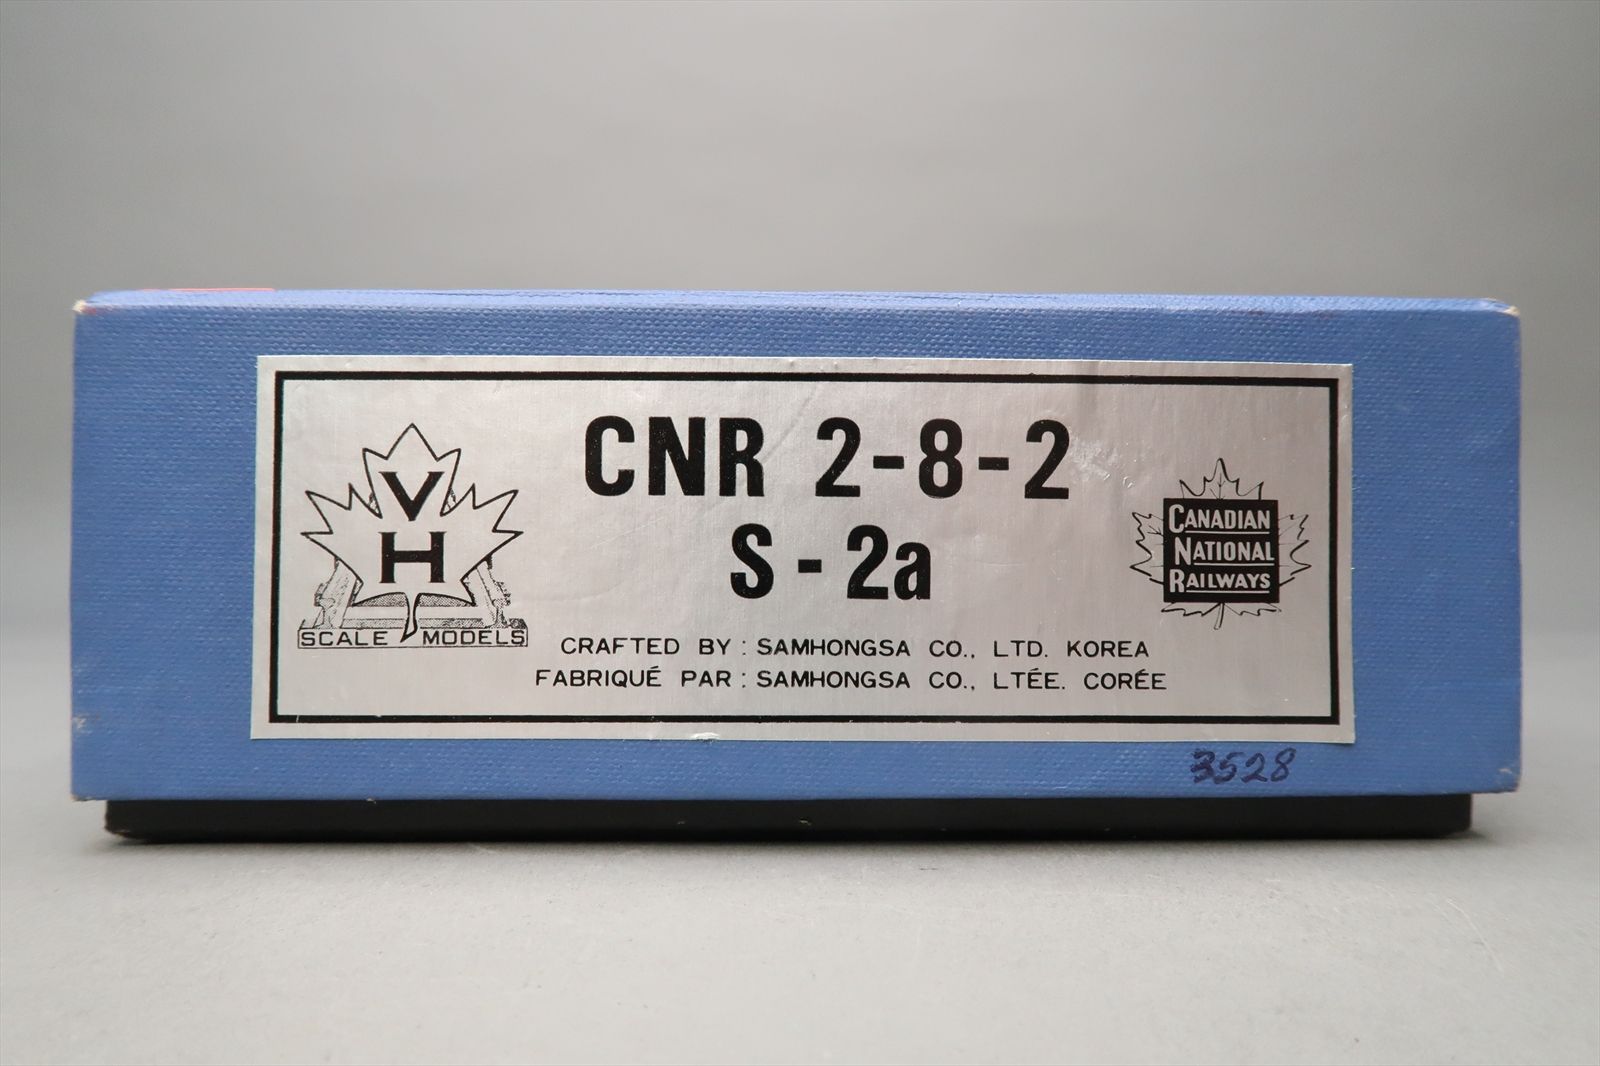 V
H
SCALE MODELS
CNR 2-8-2
S-2a
CRAFTED BY: SAMHONGSA CO., LTD. KOREA
FABRIQUÉ PAR: SAMHONGSA CO., LTÉE. CORÉE
CANADIAN
NATIONAL
RAILWAYS
3528